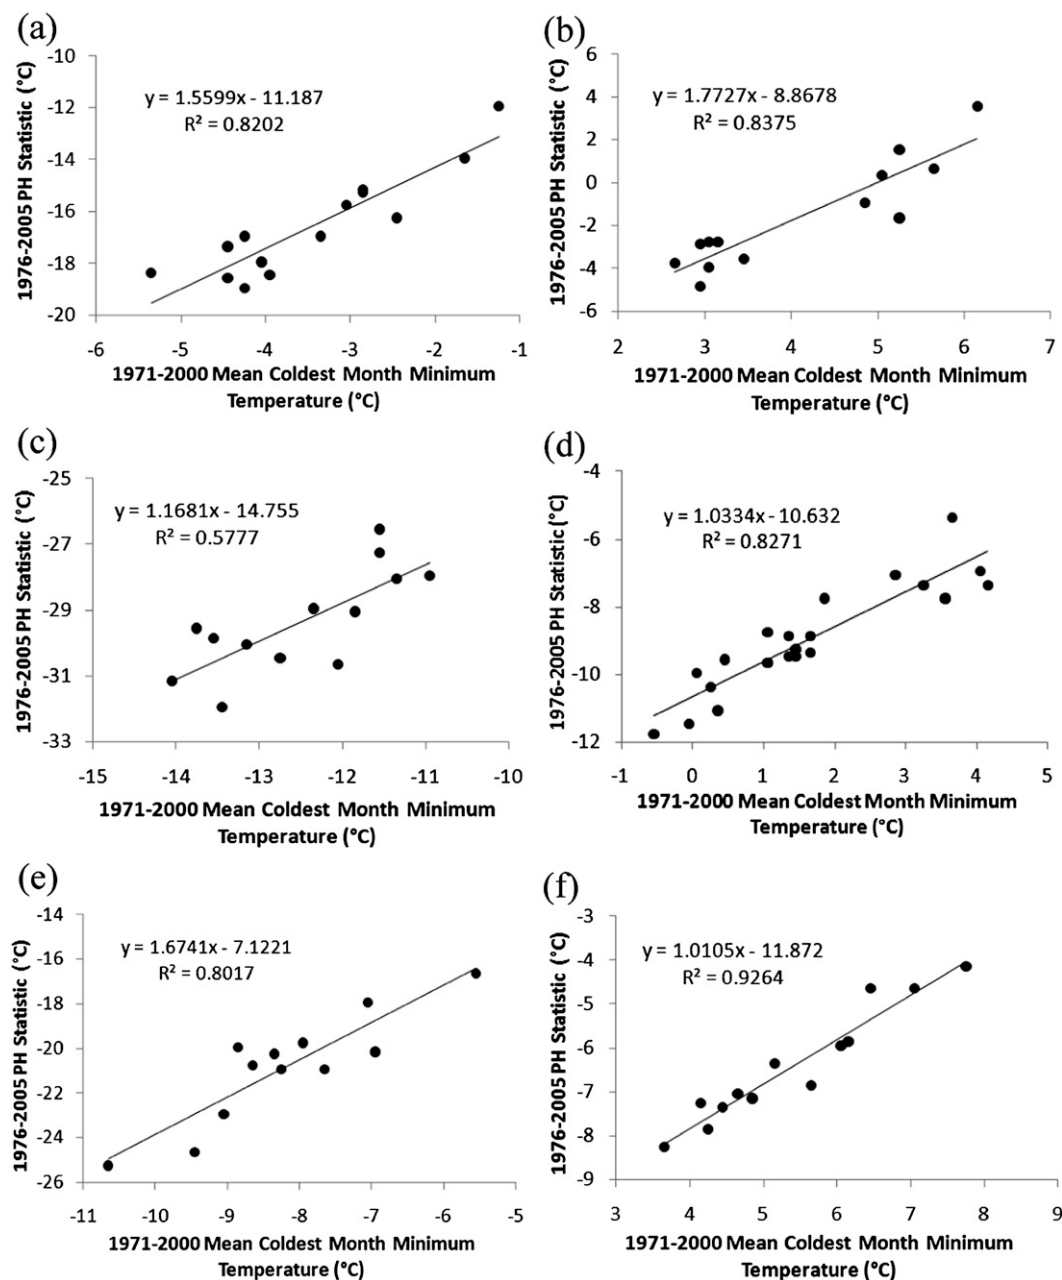 (a)
1976-2005 PH Statistic (°C)
-10
-12
-14
-16
-18
-20
y = 1.5599x - 11.187
R² = 0.8202
-6 -5 -4 -3 -2 -1
1971-2000 Mean Coldest Month Minimum
Temperature (°C)
(b)
1976-2005 PH Statistic (°C)
6
4
2
0
-2
-4
-6
y = 1.7727x - 8.8678
R² = 0.8375
2 3 4 5 6 7
1971-2000 Mean Coldest Month Minimum
Temperature (°C)
(c)
1976-2005 PH Statistic (°C)
-25
-27
-29
-31
-33
y = 1.1681x - 14.755
R² = 0.5777
-15 -14 -13 -12 -11 -10
1971-2000 Mean Coldest Month Minimum
Temperature (°C)
(d)
1976-2005 PH Statistic (°C)
-4
-6
-8
-10
-12
y = 1.0334x - 10.632
R² = 0.8271
-1 0 1 2 3 4 5
1971-2000 Mean Coldest Month Minimum
Temperature (°C)
(e)
1976-2005 PH Statistic (°C)
-14
-16
-18
-20
-22
-24
-26
y = 1.6741x - 7.1221
R² = 0.8017
-11 -10 -9 -8 -7 -6 -5
1971-2000 Mean Coldest Month Minimum
Temperature (°C)
(f)
1976-2005 PH Statistic (°C)
-3
-4
-5
-6
-7
-8
-9
y = 1.0105x - 11.872
R² = 0.9264
3 4 5 6 7 8 9
1971-2000 Mean Coldest Month Minimum
Temperature (°C)